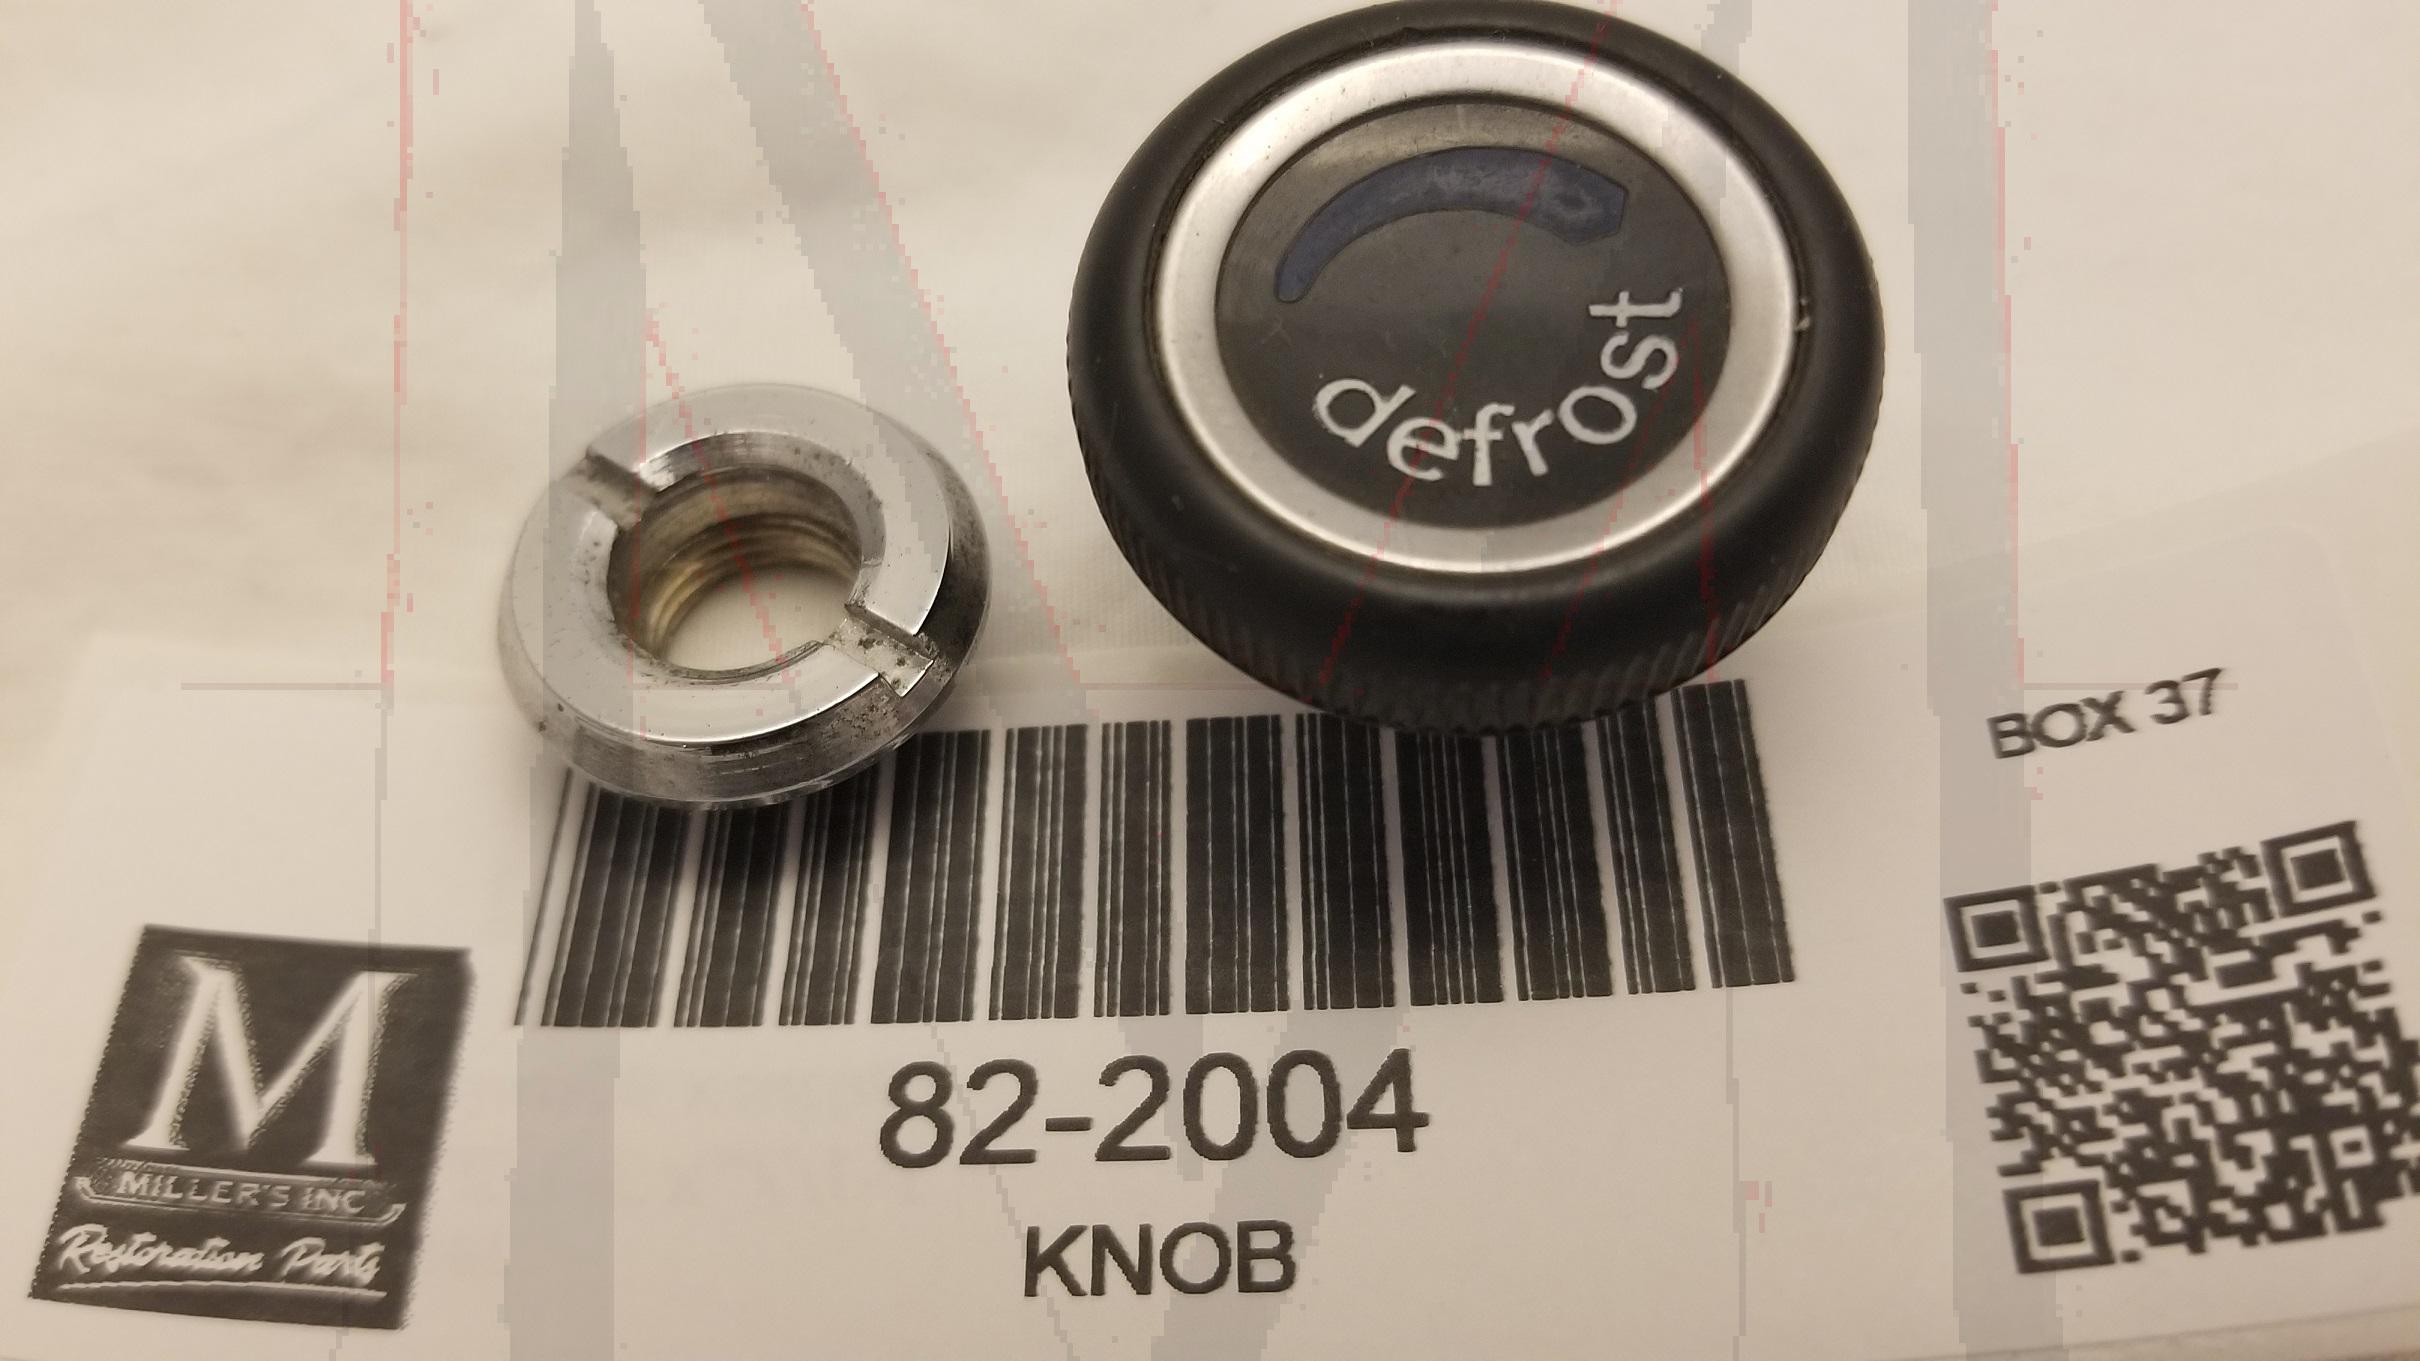 defrost
BOX 37
M
MILLER'S INC
Restoration Parts
82-2004
KNOB